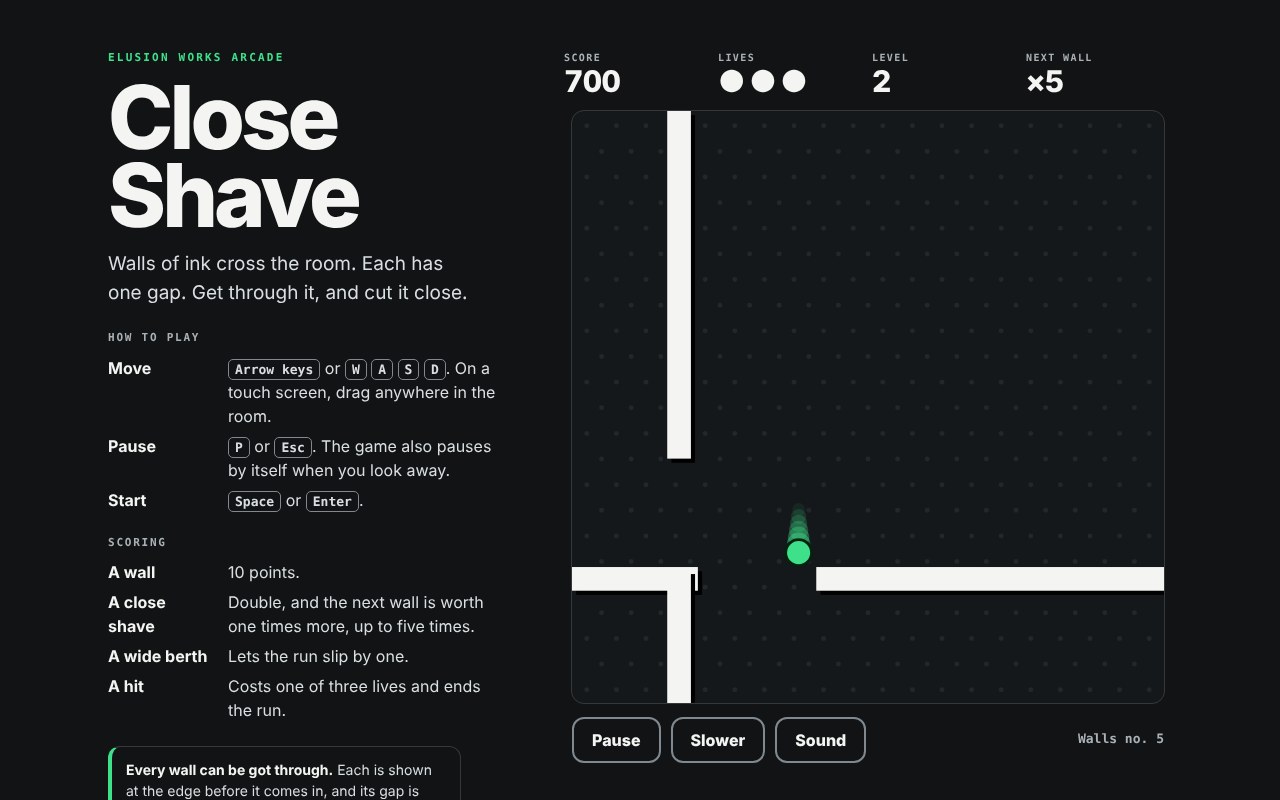 ELUSION WORKS ARCADE
Close
Shave
Walls of ink cross the room. Each has
one gap. Get through it, and cut it close.
HOW TO PLAY
Move
Arrow keys or W A S D. On a
touch screen, drag anywhere in the
room.
Pause
P or Esc. The game also pauses
by itself when you look away.
Start
Space or Enter.
SCORING
A wall
10 points.
A close
shave
Double, and the next wall is worth
one times more, up to five times.
A wide berth
Lets the run slip by one.
A hit
Costs one of three lives and ends
the run.
Every wall can be got through. Each is shown
at the edge before it comes in, and its gap is
SCORE
700
LIVES
LEVEL
2
NEXT WALL
×5
Pause
Slower
Sound
Walls no. 5